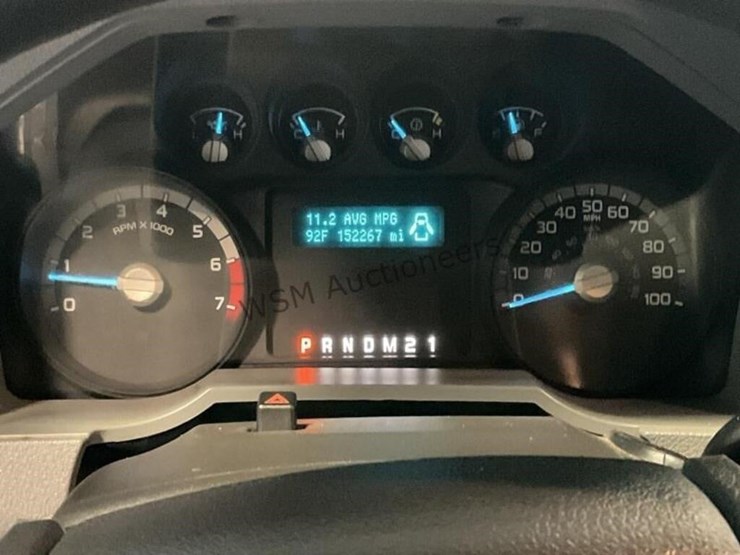 L H
C H
C H
E F
0 1 2 3 4 5 6 7
RPM X 1000
11.2 AVG MPG
92F 152267 mi
0 10 20 30 40 50 60 70 80 90 100
MPH
P R N D M 2 1
WSM Auctioneers